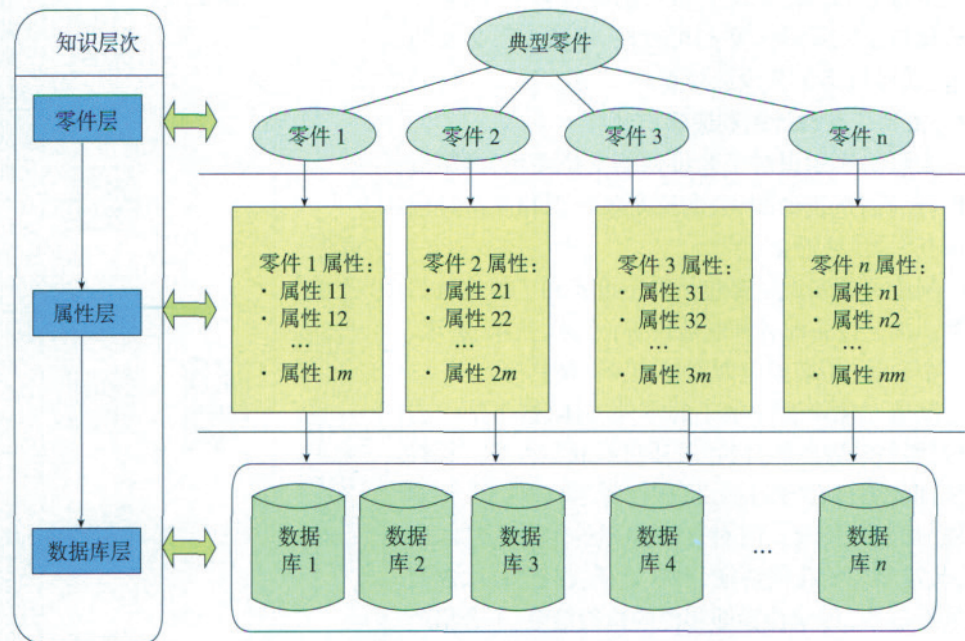 知识层次
典型零件
零件层
零件 1
零件 2
零件 3
零件 n
属性层
零件 1 属性：
· 属性 11
· 属性 12
…
· 属性 1m
零件 2 属性：
· 属性 21
· 属性 22
…
· 属性 2m
零件 3 属性：
· 属性 31
· 属性 32
…
· 属性 3m
零件 n 属性：
· 属性 n1
· 属性 n2
…
· 属性 nm
数据库层
数据
库 1
数据
库 2
数据
库 3
数据
库 4
…
数据
库 n